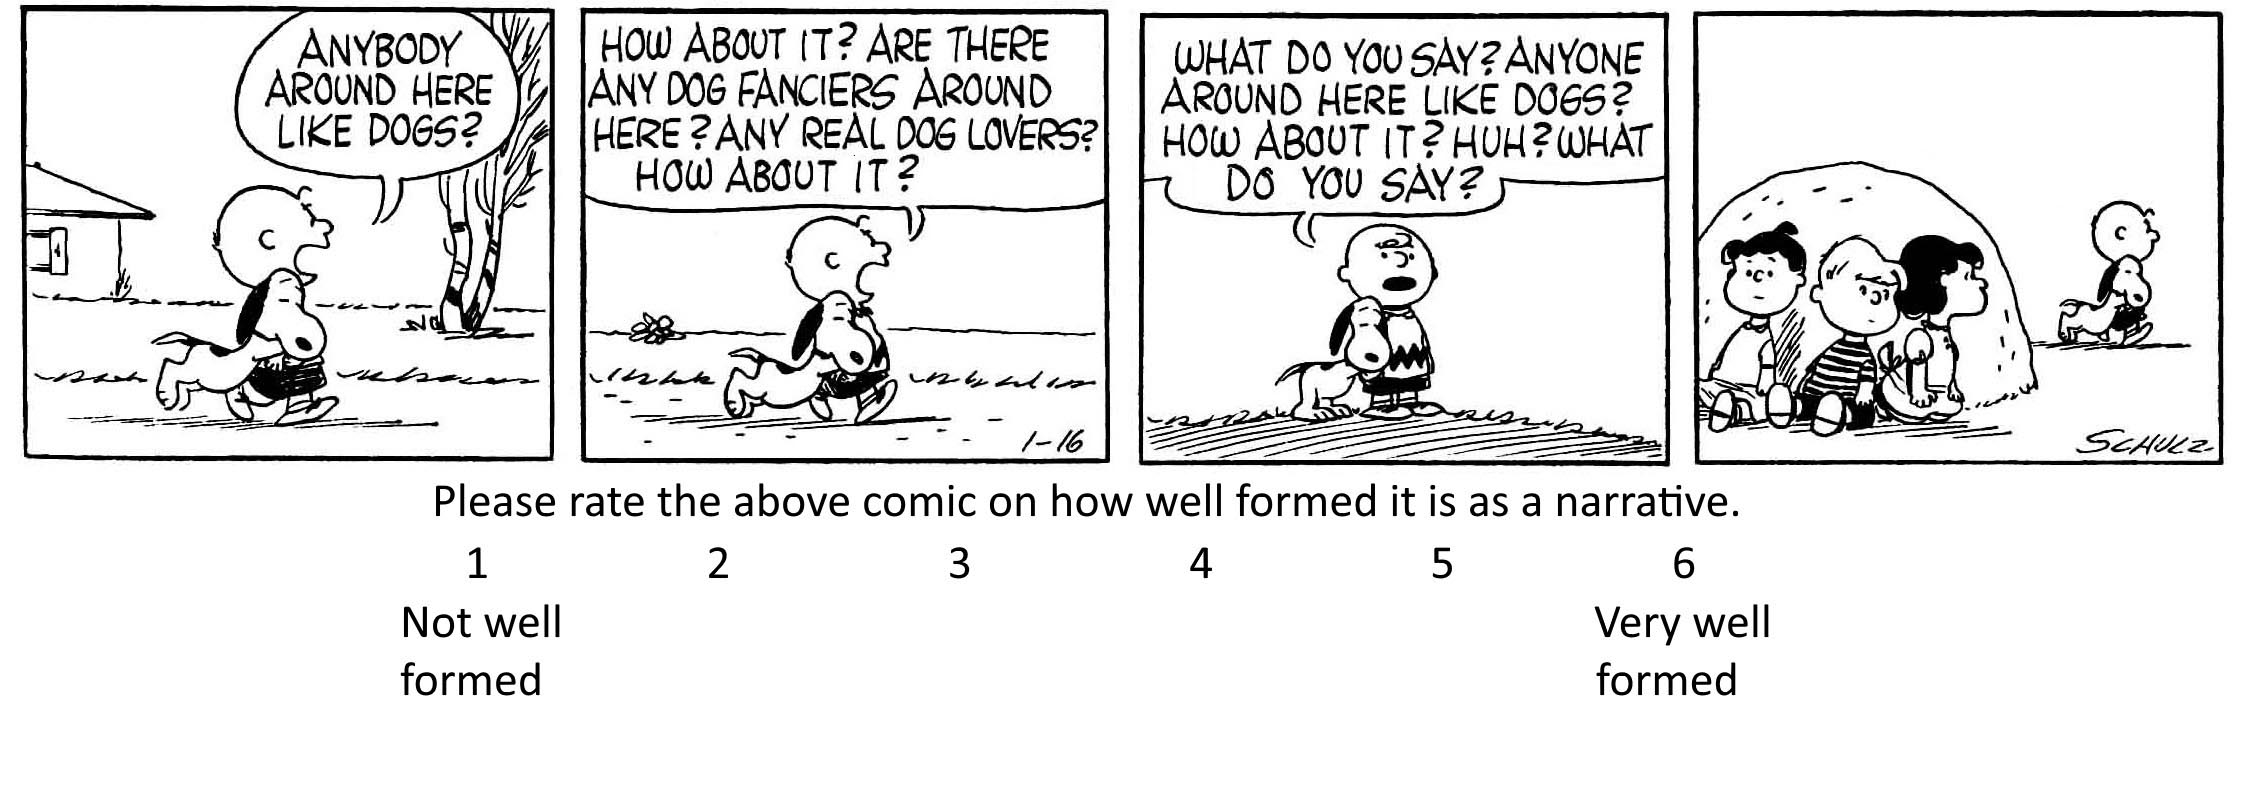 ANYBODY
AROUND HERE
LIKE DOGS?
HOW ABOUT IT? ARE THERE
ANY DOG FANCIERS AROUND
HERE? ANY REAL DOG LOVERS?
HOW ABOUT IT?
1-16
WHAT DO YOU SAY? ANYONE
AROUND HERE LIKE DOGS?
HOW ABOUT IT? HUH? WHAT
DO YOU SAY?
SCHULZ
Please rate the above comic on how well formed it is as a narrative.
1 2 3 4 5 6
Not well
formed
Very well
formed